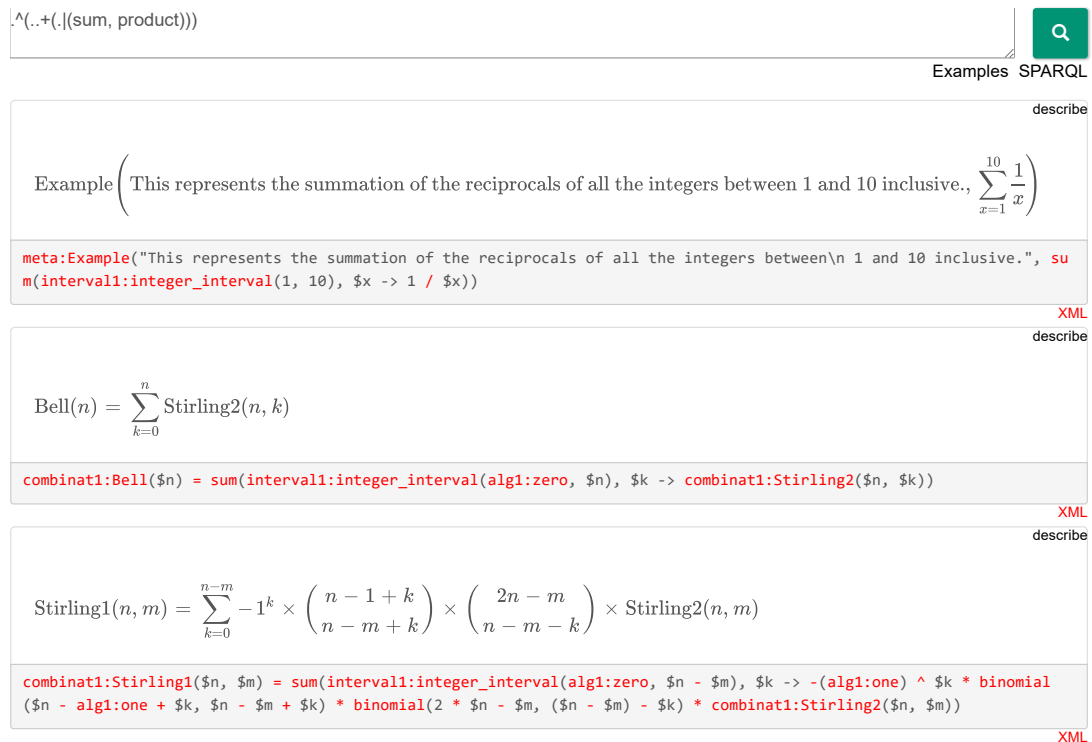 .^(..+(.|(sum, product)))
Examples SPARQL
describe
Example(This represents the summation of the reciprocals of all the integers between 1 and 10 inclusive., ∑_{x=1}^{10} 1/x)
meta:Example("This represents the summation of the reciprocals of all the integers between\n 1 and 10 inclusive.", su
m(interval1:integer_interval(1, 10), $x -> 1 / $x))
XML
describe
Bell(n) = ∑_{k=0}^{n} Stirling2(n, k)
combinat1:Bell($n) = sum(interval1:integer_interval(alg1:zero, $n), $k -> combinat1:Stirling2($n, $k))
XML
describe
Stirling1(n, m) = ∑_{k=0}^{n−m} −1^k × (n − 1 + k / n − m + k) × (2n − m / n − m − k) × Stirling2(n, m)
combinat1:Stirling1($n, $m) = sum(interval1:integer_interval(alg1:zero, $n - $m), $k -> -(alg1:one) ^ $k * binomial
($n - alg1:one + $k, $n - $m + $k) * binomial(2 * $n - $m, ($n - $m) - $k) * combinat1:Stirling2($n, $m))
XML